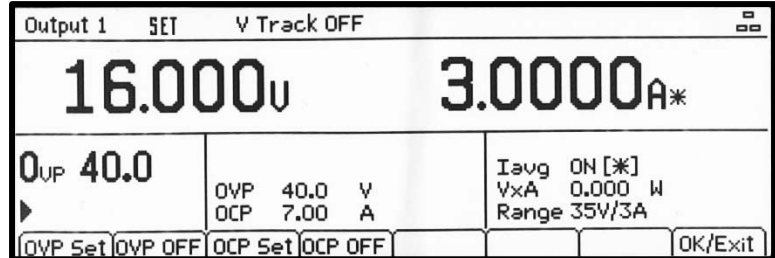 Output 1 SET V Track OFF
16.000V 3.0000A*
OVP 40.0
OVP 40.0 V
OCP 7.00 A
Iavg ON [*]
VxA 0.000 W
Range 35V/3A
OVP Set OVP OFF OCP Set OCP OFF OK/Exit